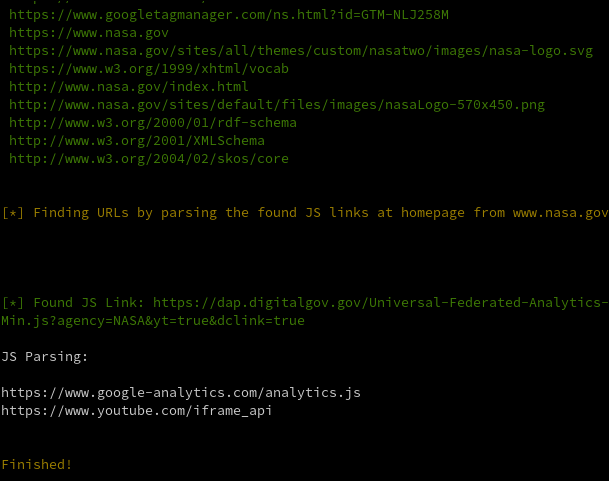 https://www.googletagmanager.com/ns.html?id=GTM-NLJ258M
https://www.nasa.gov
https://www.nasa.gov/sites/all/themes/custom/nasatwo/images/nasa-logo.svg
https://www.w3.org/1999/xhtml/vocab
http://www.nasa.gov/index.html
http://www.nasa.gov/sites/default/files/images/nasaLogo-570x450.png
http://www.w3.org/2000/01/rdf-schema
http://www.w3.org/2001/XMLSchema
http://www.w3.org/2004/02/skos/core
[*] Finding URLs by parsing the found JS links at homepage from www.nasa.gov
[*] Found JS Link: https://dap.digitalgov.gov/Universal-Federated-Analytics-
Min.js?agency=NASA&yt=true&dclink=true
JS Parsing:
https://www.google-analytics.com/analytics.js
https://www.youtube.com/iframe_api
Finished!